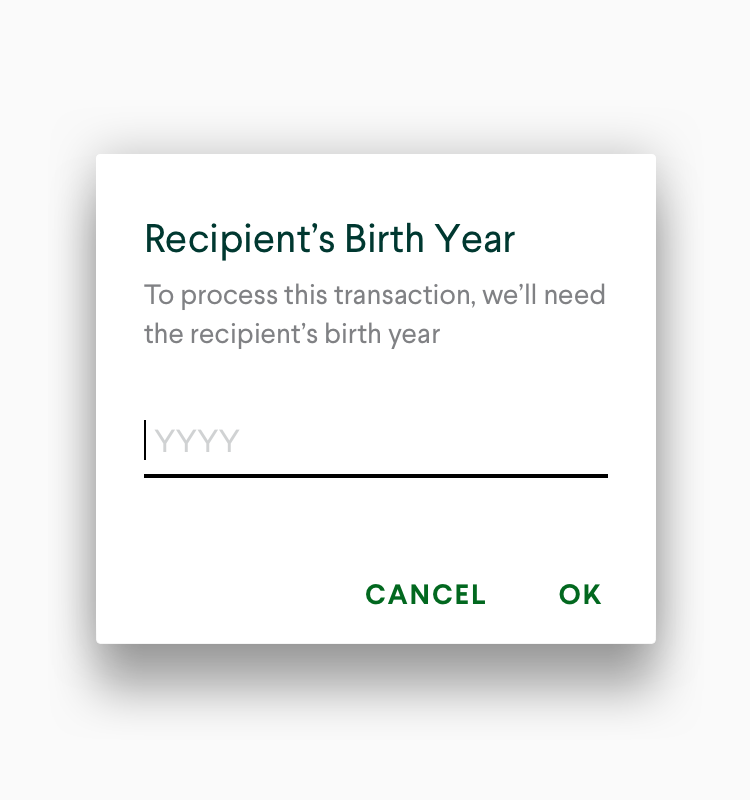 Recipient’s Birth Year
To process this transaction, we’ll need
the recipient’s birth year
YYYY
CANCEL OK